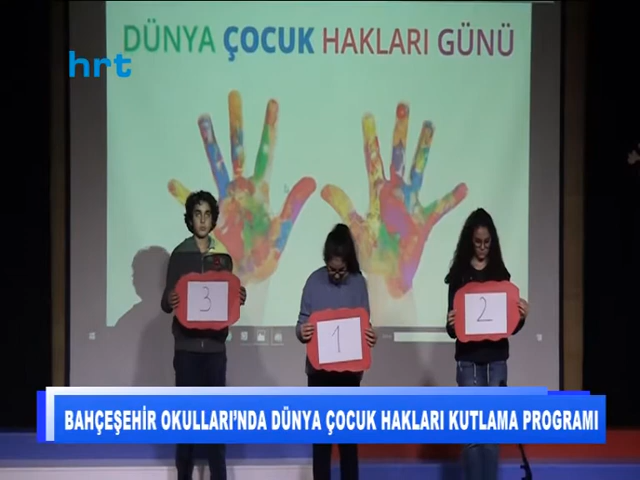 DÜNYA ÇOCUK HAKLARI GÜNÜ
hrt
3
1
2
BAHÇEŞEHİR OKULLARI'NDA DÜNYA ÇOCUK HAKLARI KUTLAMA PROGRAMI